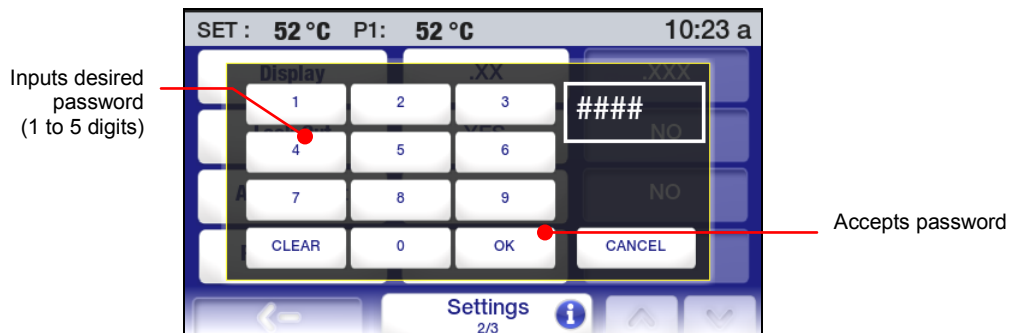 SET : 52 °C P1: 52 °C 10:23 a
Display .XX .XXX
Inputs desired
password
(1 to 5 digits)
1 2 3 ####
YES NO
4 5 6
7 8 9 NO
Accepts password
CLEAR 0 OK CANCEL
Settings
2/3